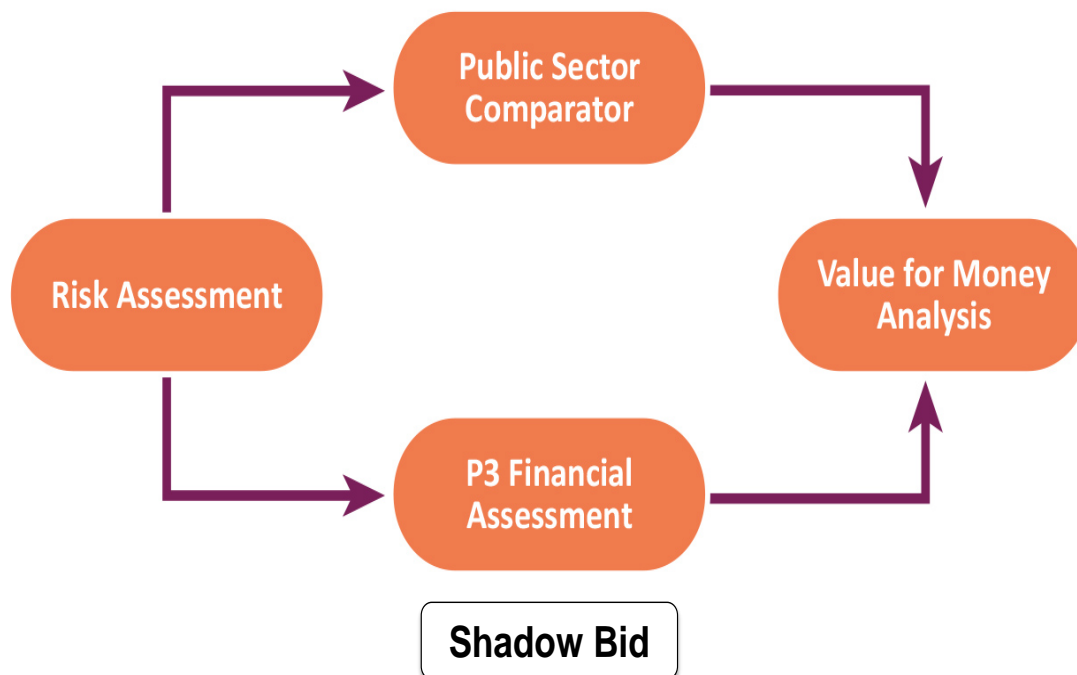 Public Sector
Comparator
Risk Assessment
Value for Money
Analysis
P3 Financial
Assessment
Shadow Bid